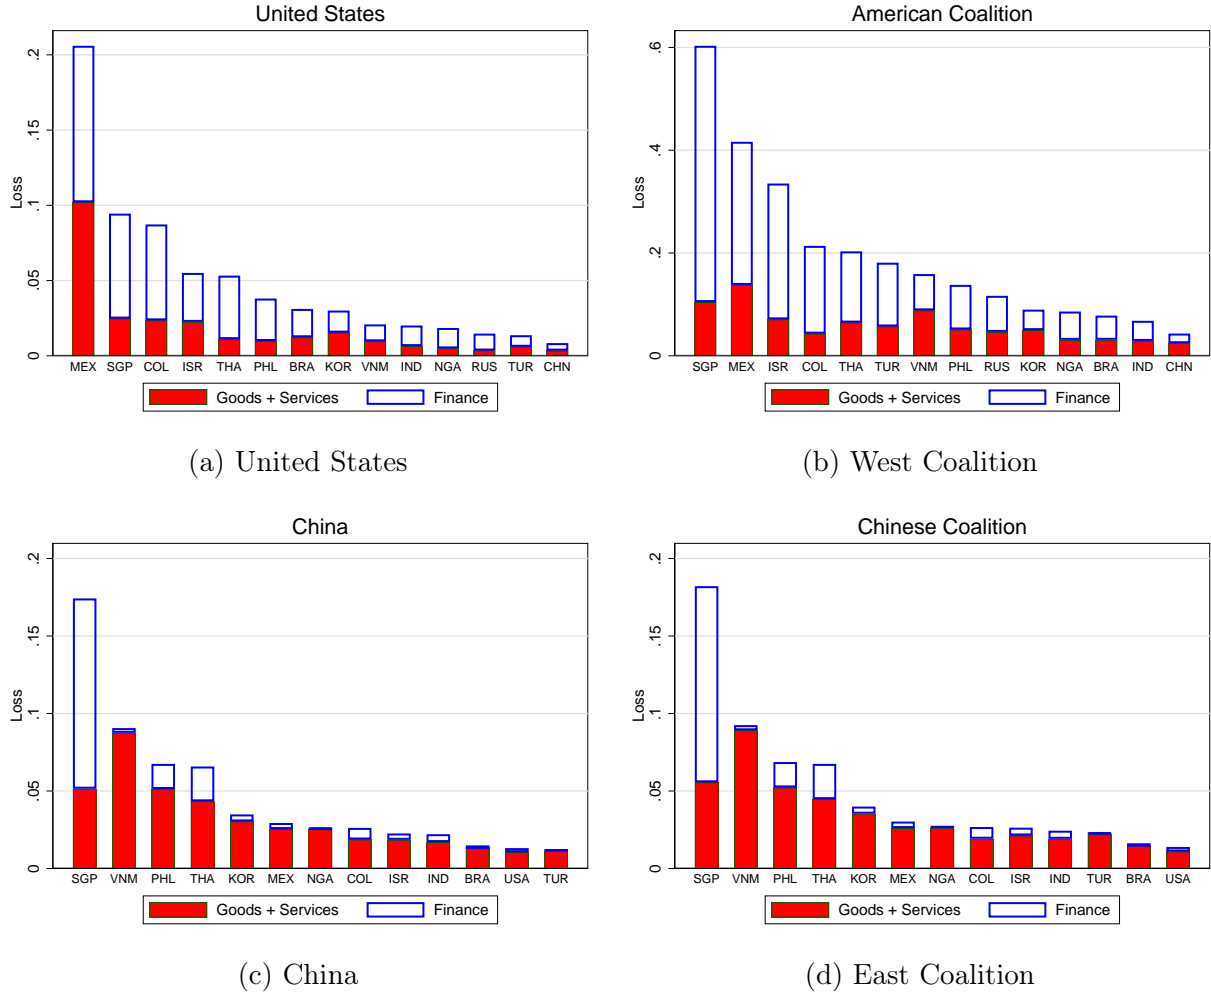 United States
Loss
.2
.15
.1
.05
0
MEX SGP COL ISR THA PHL BRA KOR VNM IND NGA RUS TUR CHN
Goods + Services Finance
(a) United States
American Coalition
Loss
.6
.4
.2
0
SGP MEX ISR COL THA TUR VNM PHL RUS KOR NGA BRA IND CHN
Goods + Services Finance
(b) West Coalition
China
Loss
.2
.15
.1
.05
0
SGP VNM PHL THA KOR MEX NGA COL ISR IND BRA USA TUR
Goods + Services Finance
(c) China
Chinese Coalition
Loss
.2
.15
.1
.05
0
SGP VNM PHL THA KOR MEX NGA COL ISR IND TUR BRA USA
Goods + Services Finance
(d) East Coalition